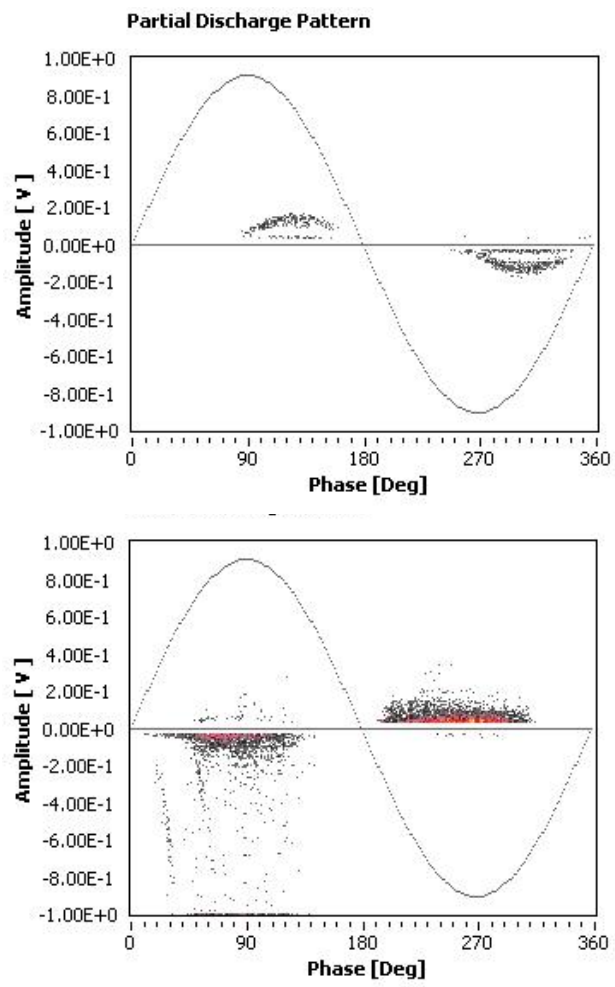 Partial Discharge Pattern
1.00E+0
8.00E-1
6.00E-1
4.00E-1
2.00E-1
0.00E+0
-2.00E-1
-4.00E-1
-6.00E-1
-8.00E-1
-1.00E+0
Amplitude [ V ]
0 90 180 270 360
Phase [Deg]
1.00E+0
8.00E-1
6.00E-1
4.00E-1
2.00E-1
0.00E+0
-2.00E-1
-4.00E-1
-6.00E-1
-8.00E-1
-1.00E+0
Amplitude [ V ]
0 90 180 270 360
Phase [Deg]